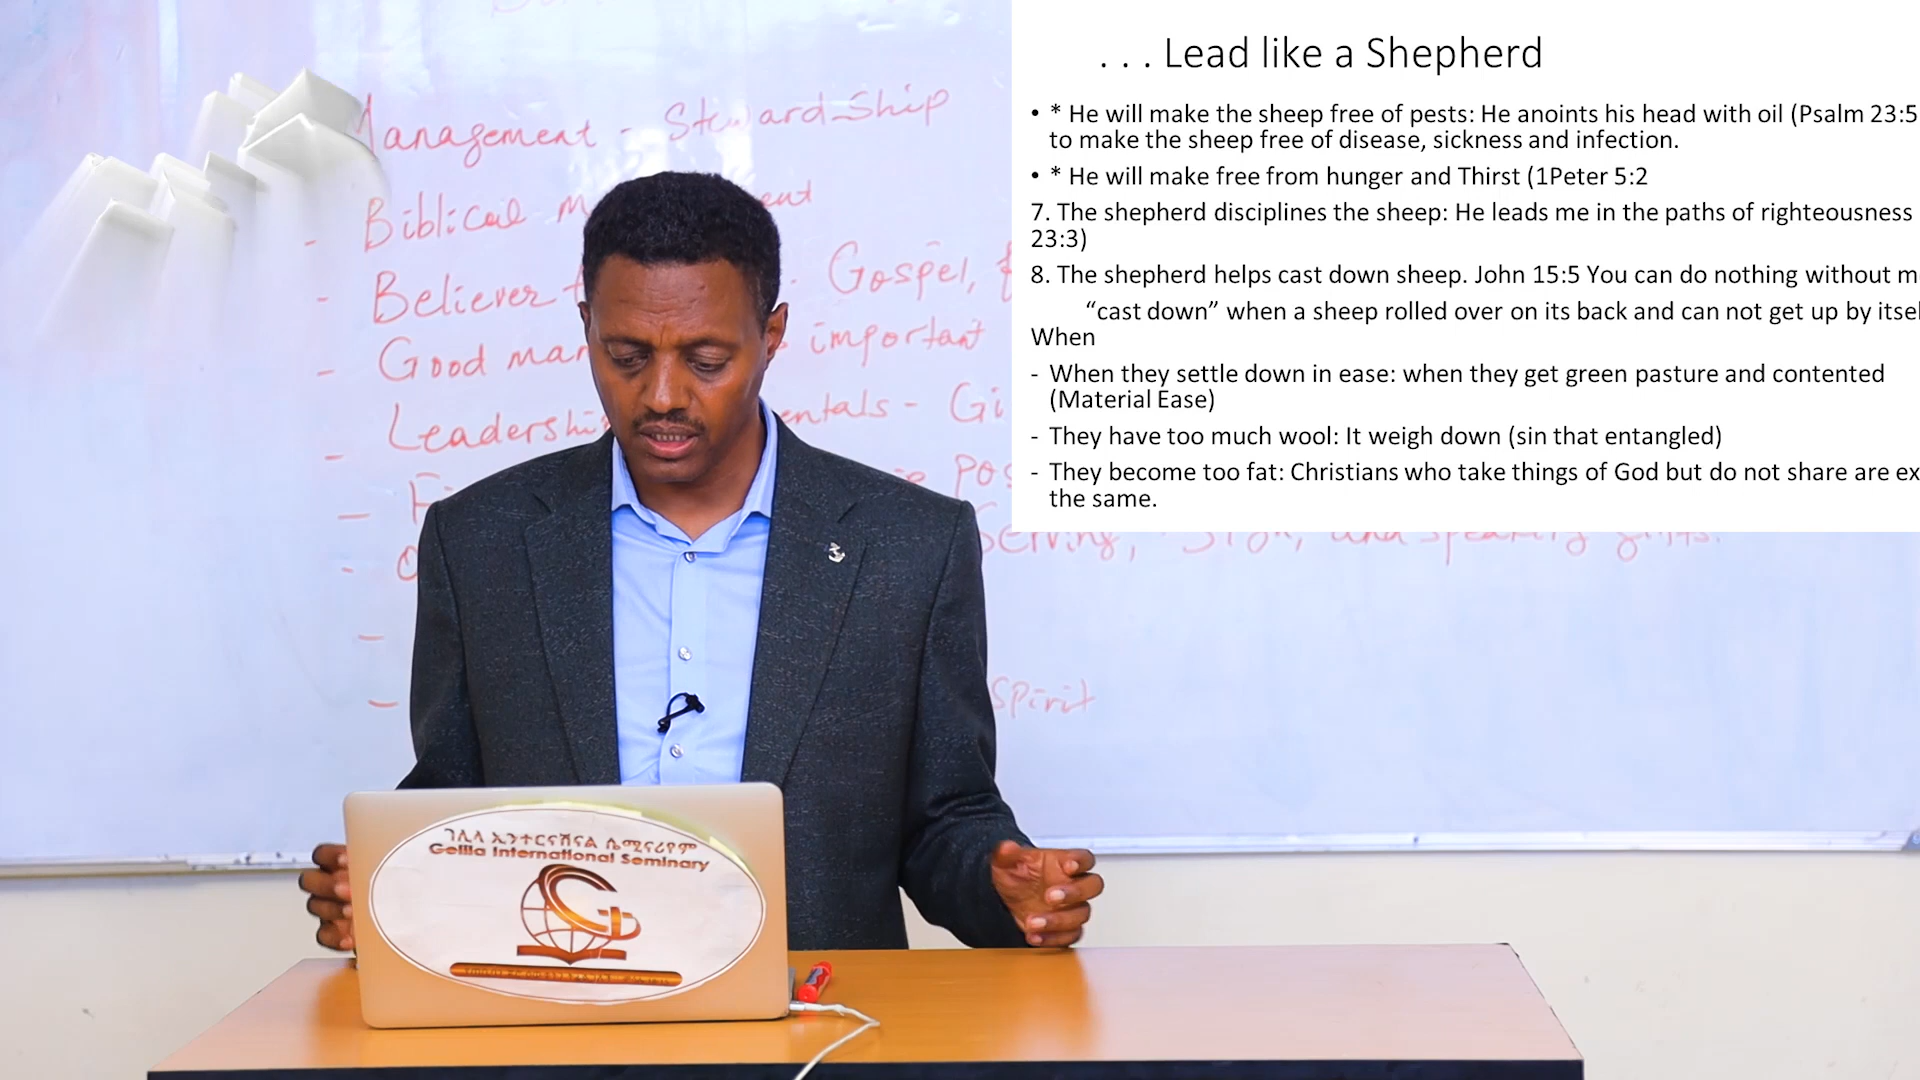 . . . Lead like a Shepherd
• * He will make the sheep free of pests: He anoints his head with oil (Psalm 23:5
to make the sheep free of disease, sickness and infection.
• * He will make free from hunger and Thirst (1Peter 5:2
7. The shepherd disciplines the sheep: He leads me in the paths of righteousness
23:3)
8. The shepherd helps cast down sheep. John 15:5 You can do nothing without m
“cast down” when a sheep rolled over on its back and can not get up by itsel
When
- When they settle down in ease: when they get green pasture and contented
(Material Ease)
- They have too much wool: It weigh down (sin that entangled)
- They become too fat: Christians who take things of God but do not share are ex
the same.
Management - Steward-Ship
- Biblical
- Believer Gospel,
- Good important
- Leadership - Gi
Serving, Sign, and speaking gifts.
Spirit
ገሊላ ኢንተርናሽናል ሴሚናሪየም
Gelila International Seminary